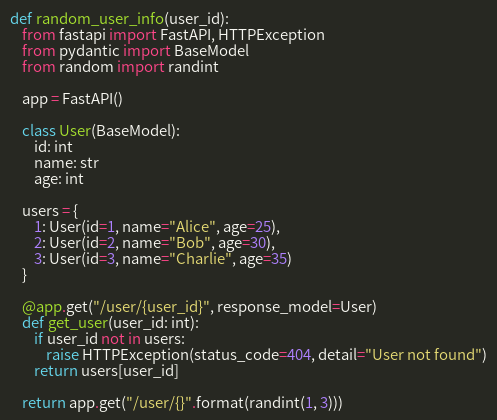 def random_user_info(user_id):
    from fastapi import FastAPI, HTTPException
    from pydantic import BaseModel
    from random import randint

    app = FastAPI()

    class User(BaseModel):
        id: int
        name: str
        age: int

    users = {
        1: User(id=1, name="Alice", age=25),
        2: User(id=2, name="Bob", age=30),
        3: User(id=3, name="Charlie", age=35)
    }

    @app.get("/user/{user_id}", response_model=User)
    def get_user(user_id: int):
        if user_id not in users:
            raise HTTPException(status_code=404, detail="User not found")
        return users[user_id]

    return app.get("/user/{}".format(randint(1, 3)))